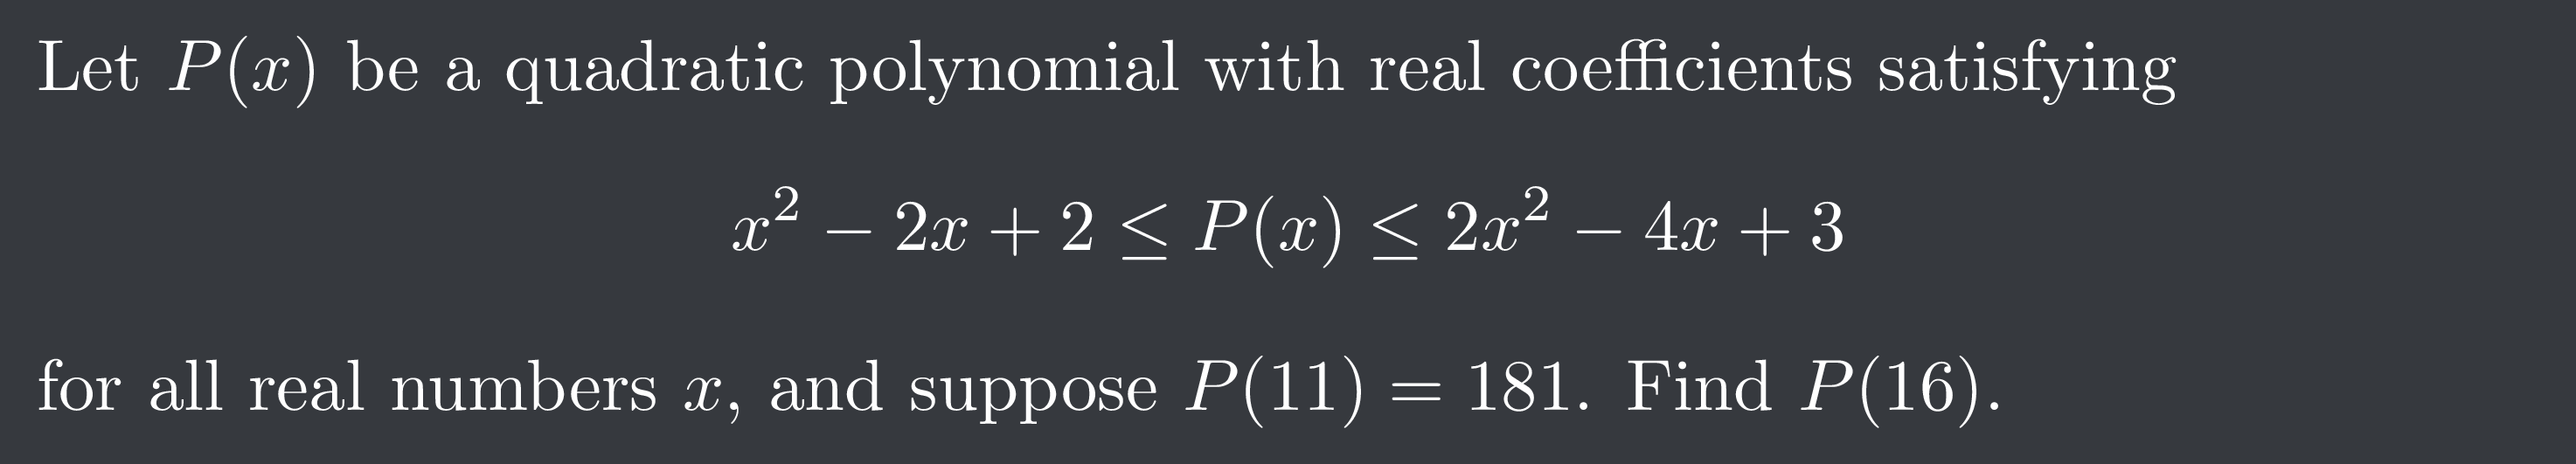 Let P(x) be a quadratic polynomial with real coefficients satisfying
x² − 2x + 2 ≤ P(x) ≤ 2x² − 4x + 3
for all real numbers x, and suppose P(11) = 181. Find P(16).